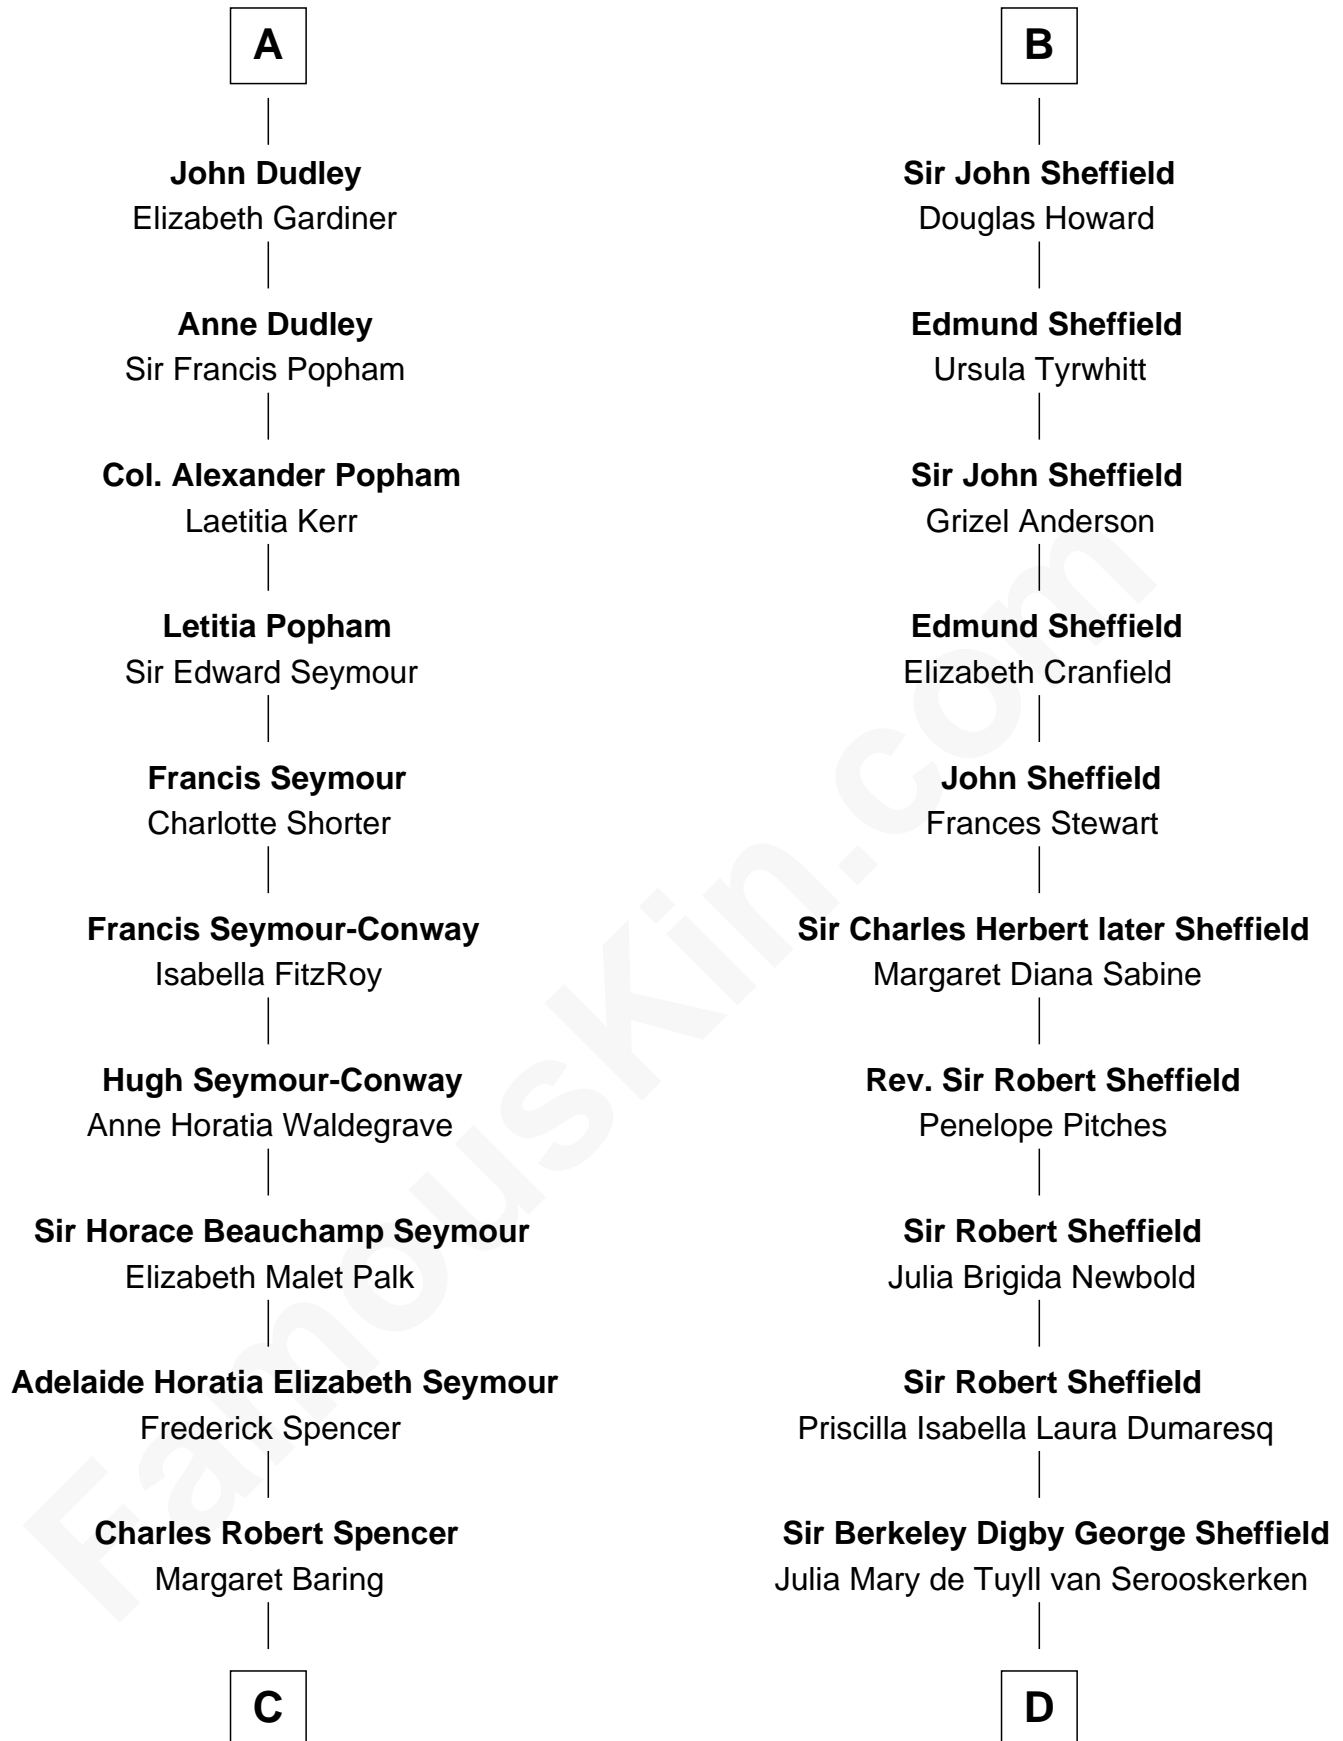 A
John Dudley
Elizabeth Gardiner
Anne Dudley
Sir Francis Popham
Col. Alexander Popham
Laetitia Kerr
Letitia Popham
Sir Edward Seymour
Francis Seymour
Charlotte Shorter
Francis Seymour-Conway
Isabella FitzRoy
Hugh Seymour-Conway
Anne Horatia Waldegrave
Sir Horace Beauchamp Seymour
Elizabeth Malet Palk
Adelaide Horatia Elizabeth Seymour
Frederick Spencer
Charles Robert Spencer
Margaret Baring
C
B
Sir John Sheffield
Douglas Howard
Edmund Sheffield
Ursula Tyrwhitt
Sir John Sheffield
Grizel Anderson
Edmund Sheffield
Elizabeth Cranfield
John Sheffield
Frances Stewart
Sir Charles Herbert later Sheffield
Margaret Diana Sabine
Rev. Sir Robert Sheffield
Penelope Pitches
Sir Robert Sheffield
Julia Brigida Newbold
Sir Robert Sheffield
Priscilla Isabella Laura Dumaresq
Sir Berkeley Digby George Sheffield
Julia Mary de Tuyll van Serooskerken
D
FamousKin.com